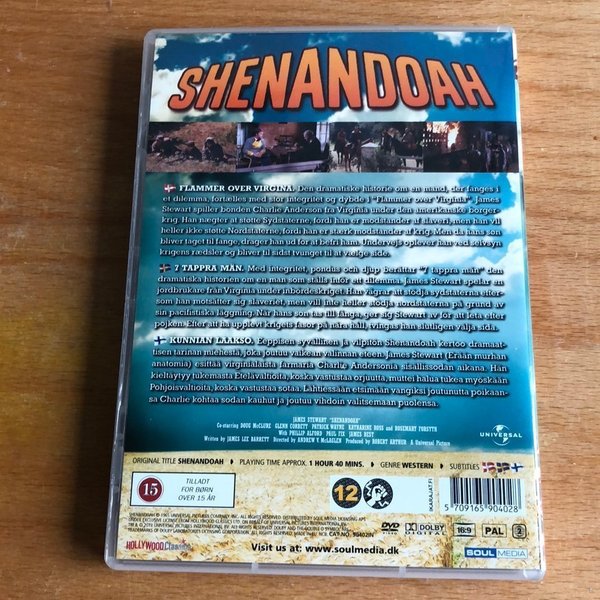 SHENANDOAH
FLAMMER OVER VIRGINA. Den dramatiske historie om en mand, der fanges i
et dilemma, fortælles med stor integritet og dybde i "Flammer over Virginia". James
Stewart spiller bonden Charlie Anderson fra Virginia under den amerikanske borger-
krig. Han nægter at støtte Sydstaterne, fordi han er modstander af slaveri, men han vil
heller ikke støtte Nordstaterne, fordi han er stærk modstander af krig. Men da hans son
bliver taget til fange, drager han ud for at befri ham. Undervejs oplever han ved selvsyn
krigens rædsler og bliver til sidst tvunget til at vælge side.
7 TAPPRA MÄN. Med integritet, pondus och djup berättar "7 tappra män" den
dramatiska historien om en man som ställs inför ett dilemma. James Stewart spelar en
jordbrukare från Virginia under inbördeskriget. Han vägrar att stödja sydstaterna efter-
som han motsätter sig slaveriet, men vill inte heller stödja nordstaterna på grund av
sin pacifistiska läggning. När hans son tas till fånga, ger sig Stewart av för att leta efter
pojken. Efter att ha upplevt krigets fasor på nära håll, tvingas han slutligen välja sida.
KUNNIAN LAAKSO. Eeppisen syvällinen ja vilpitön Shenandoah kertoo dramaat-
tisen tarinan miehestä, joka joutuu vaikean valinnan eteen. James Stewart (Erään murhan
anatomia) esittää virginialaista farmaria Charlie Andersonia sisällissodan aikana. Hän
kieltäytyy tukemasta Etelävaltioita, koska vastustaa orjuutta, muttei halua tukea myöskään
Pohjoisvaltioita, koska vastustaa sotaa. Lähtiessään etsimään vangiksi joutunutta poikaan-
sa Charlie kohtaa sodan kauhut ja joutuu vihdoin valitsemaan puolensa.
JAMES STEWART "SHENANDOAH"
Co-starring DOUG McCLURE GLENN CORBETT PATRICK WAYNE KATHARINE ROSS and ROSEMARY FORSYTH
With PHILLIP ALFORD PAUL FIX JAMES BEST
Written by JAMES LEE BARRETT Directed by ANDREW V. McLAGLEN Produced by ROBERT ARTHUR A Universal Picture
UNIVERSAL
ORIGINAL TITLE SHENANDOAH PLAYING TIME APPROX. 1 HOUR 40 MINS. GENRE WESTERN SUBTITLES
15
TILLADT
FOR BØRN
OVER 15 ÅR
12
IKARAJAT.FI
5 709165 904028
DVD VIDEO DOLBY DIGITAL 16:9 PAL 2
HOLLYWOOD Classics
Visit us at: www.soulmedia.dk
SOUL MEDIA